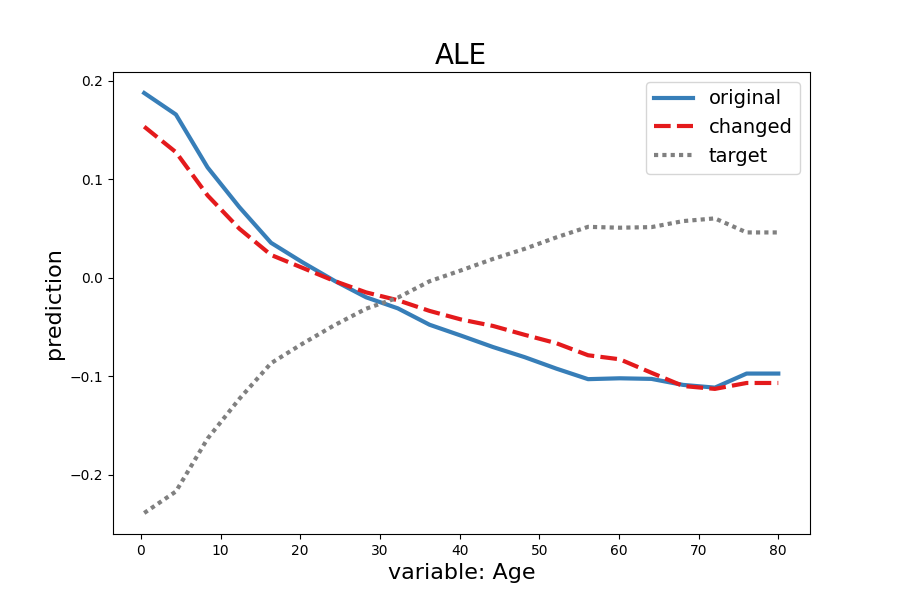 ALE
original
changed
target
0.2
0.1
0.0
−0.1
−0.2
prediction
0 10 20 30 40 50 60 70 80
variable: Age